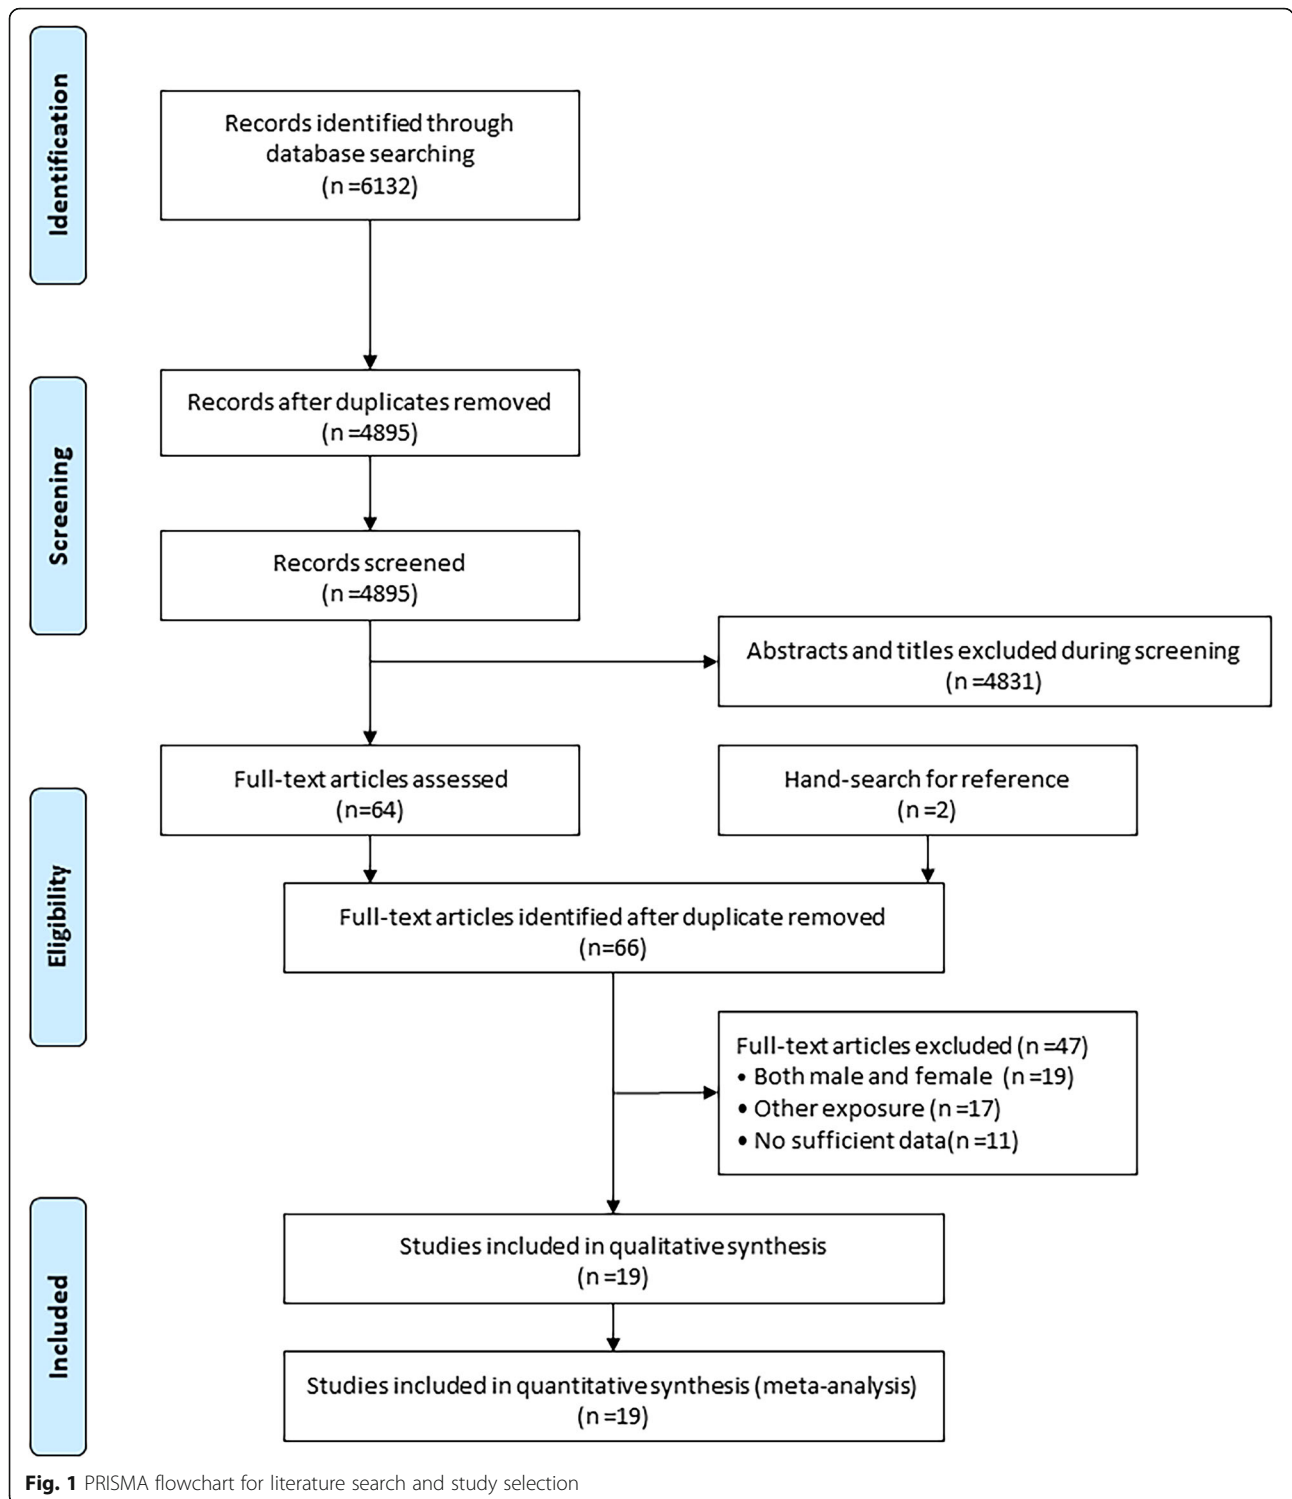 Identification
Records identified through
database searching
(n =6132)
Screening
Records after duplicates removed
(n =4895)
Records screened
(n =4895)
Abstracts and titles excluded during screening
(n =4831)
Eligibility
Full-text articles assessed
(n=64)
Hand-search for reference
(n =2)
Full-text articles identified after duplicate removed
(n=66)
Full-text articles excluded (n =47)
• Both male and female (n =19)
• Other exposure (n =17)
• No sufficient data(n =11)
Included
Studies included in qualitative synthesis
(n =19)
Studies included in quantitative synthesis (meta-analysis)
(n =19)
Fig. 1 PRISMA flowchart for literature search and study selection